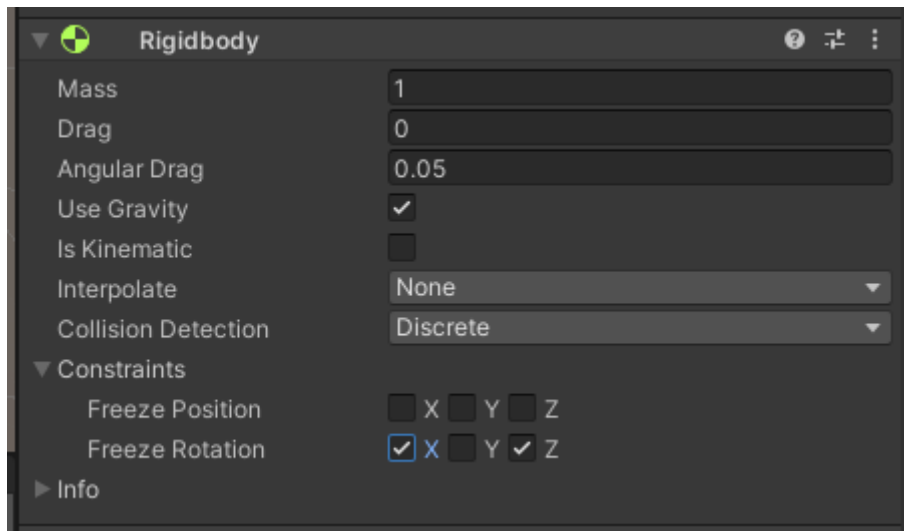 Rigidbody
Mass 1
Drag 0
Angular Drag 0.05
Use Gravity
Is Kinematic
Interpolate None
Collision Detection Discrete
Constraints
Freeze Position X Y Z
Freeze Rotation X Y Z
Info